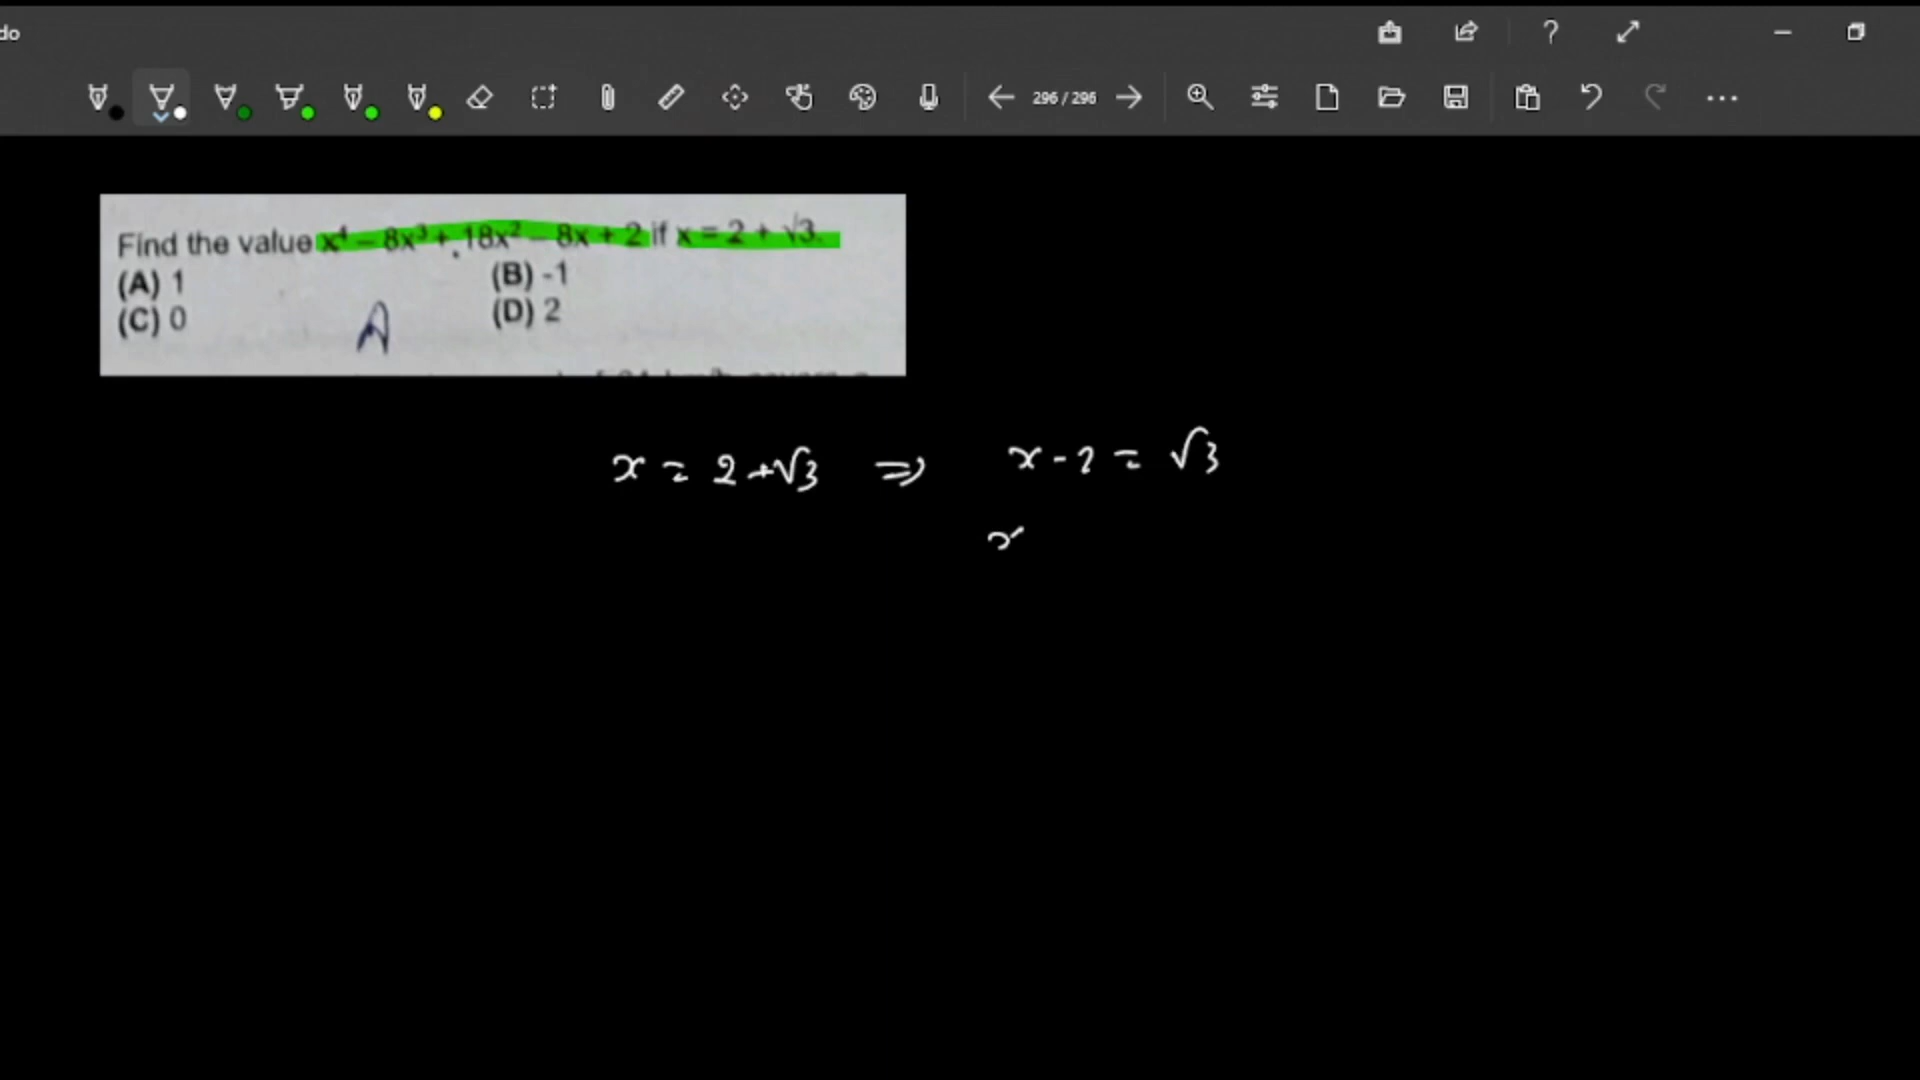 do
?
296 / 296
Find the value x⁴ – 8x³ + 18x² – 8x + 2 if x = 2 + √3.
(A) 1 (B) -1
(C) 0 (D) 2
A
x = 2 + √3 ⇒ x - 2 = √3
x